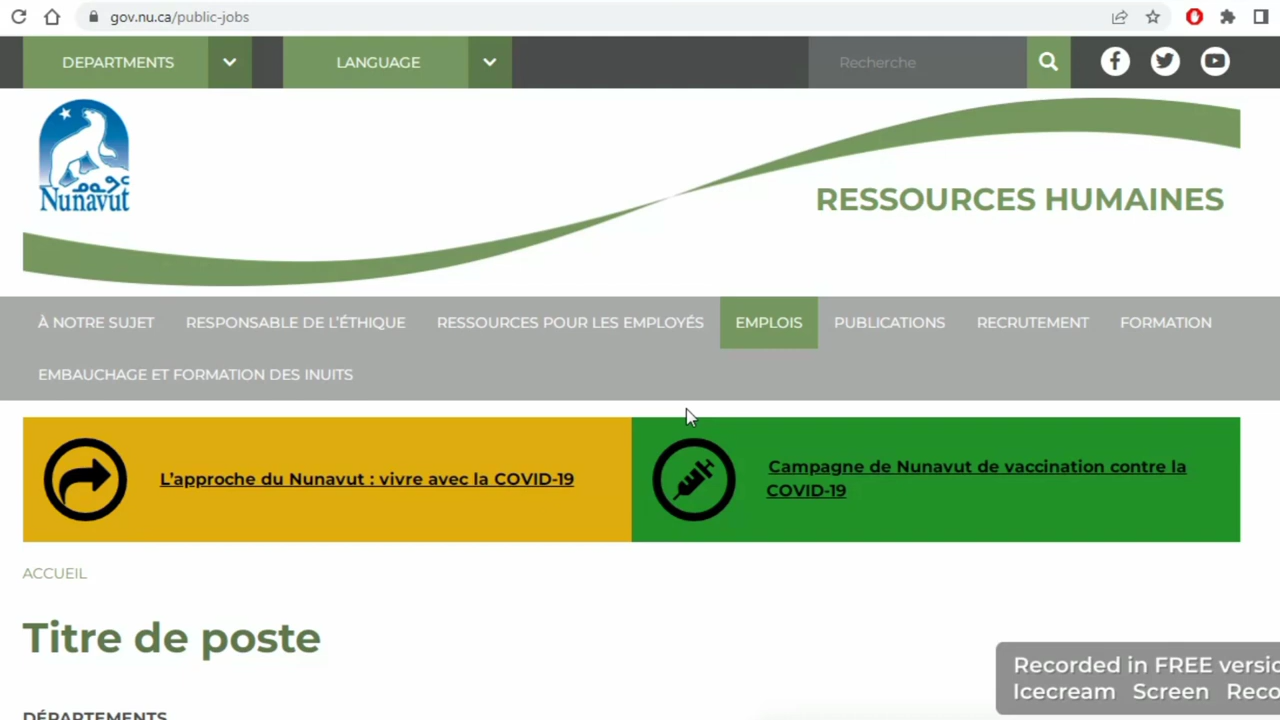 gov.nu.ca/public-jobs
DEPARTMENTS
LANGUAGE
Recherche
ᓄᓇᕗᑦ
Nunavut
RESSOURCES HUMAINES
À NOTRE SUJET
RESPONSABLE DE L’ÉTHIQUE
RESSOURCES POUR LES EMPLOYÉS
EMPLOIS
PUBLICATIONS
RECRUTEMENT
FORMATION
EMBAUCHAGE ET FORMATION DES INUITS
L’approche du Nunavut : vivre avec la COVID-19
Campagne de Nunavut de vaccination contre la
COVID-19
ACCUEIL
Titre de poste
DÉPARTEMENTS
Recorded in FREE versio
Icecream Screen Reco